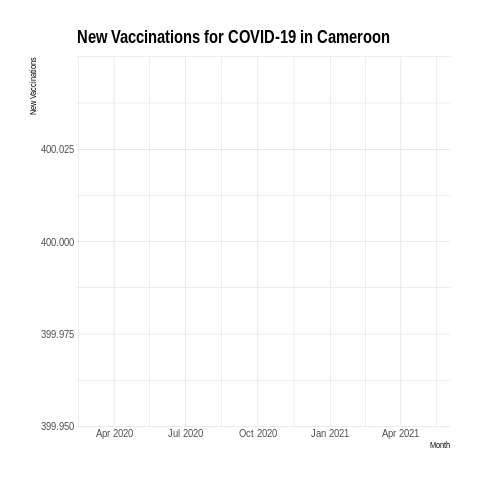 New Vaccinations for COVID-19 in Cameroon
New Vaccinations
400.025
400.000
399.975
399.950
Apr 2020 Jul 2020 Oct 2020 Jan 2021 Apr 2021
Month